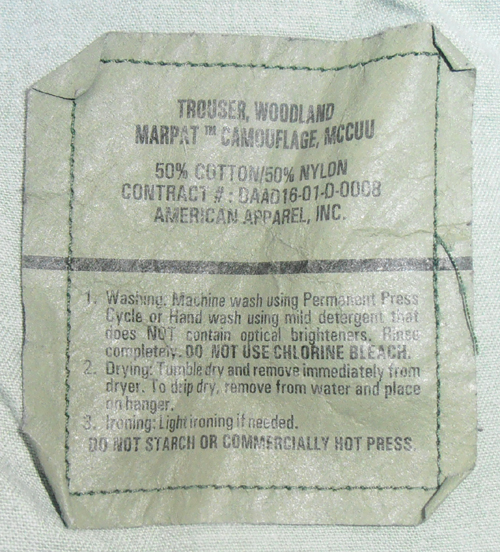 TROUSER, WOODLAND
MARPAT ™ CAMOUFLAGE, MCCUU
50% COTTON/50% NYLON
CONTRACT # : DAAD16-01-D-0008
AMERICAN APPAREL, INC.
1. Washing: Machine wash using Permanent Press
Cycle or Hand wash using mild detergent that
does NOT contain optical brighteners. Rinse
completely. DO NOT USE CHLORINE BLEACH.
2. Drying: Tumble dry and remove immediately from
dryer. To drip dry, remove from water and place
on hanger.
3. Ironing: Light ironing if needed.
DO NOT STARCH OR COMMERCIALLY HOT PRESS.